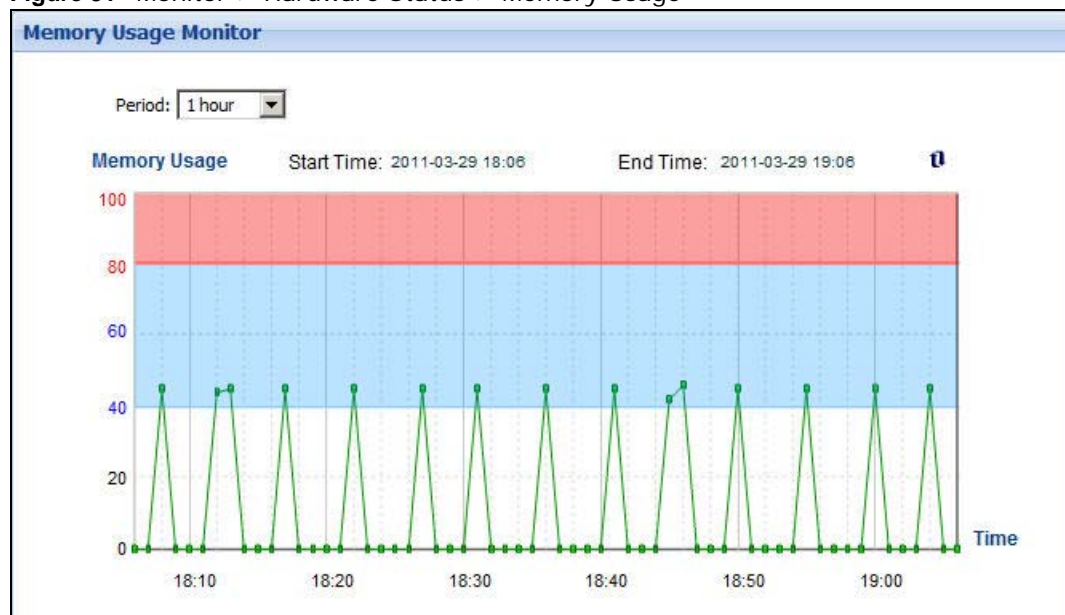 Memory Usage Monitor
Period: 1 hour
Memory Usage Start Time: 2011-03-29 18:06 End Time: 2011-03-29 19:06
100
80
60
40
20
0
Time
18:10 18:20 18:30 18:40 18:50 19:00